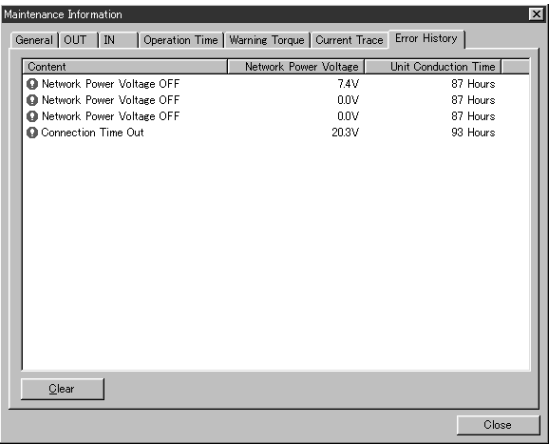 Maintenance Information
General OUT IN Operation Time Warning Torque Current Trace Error History
Content Network Power Voltage Unit Conduction Time
Network Power Voltage OFF 7.4V 87 Hours
Network Power Voltage OFF 0.0V 87 Hours
Network Power Voltage OFF 0.0V 87 Hours
Connection Time Out 20.3V 93 Hours
Clear
Close